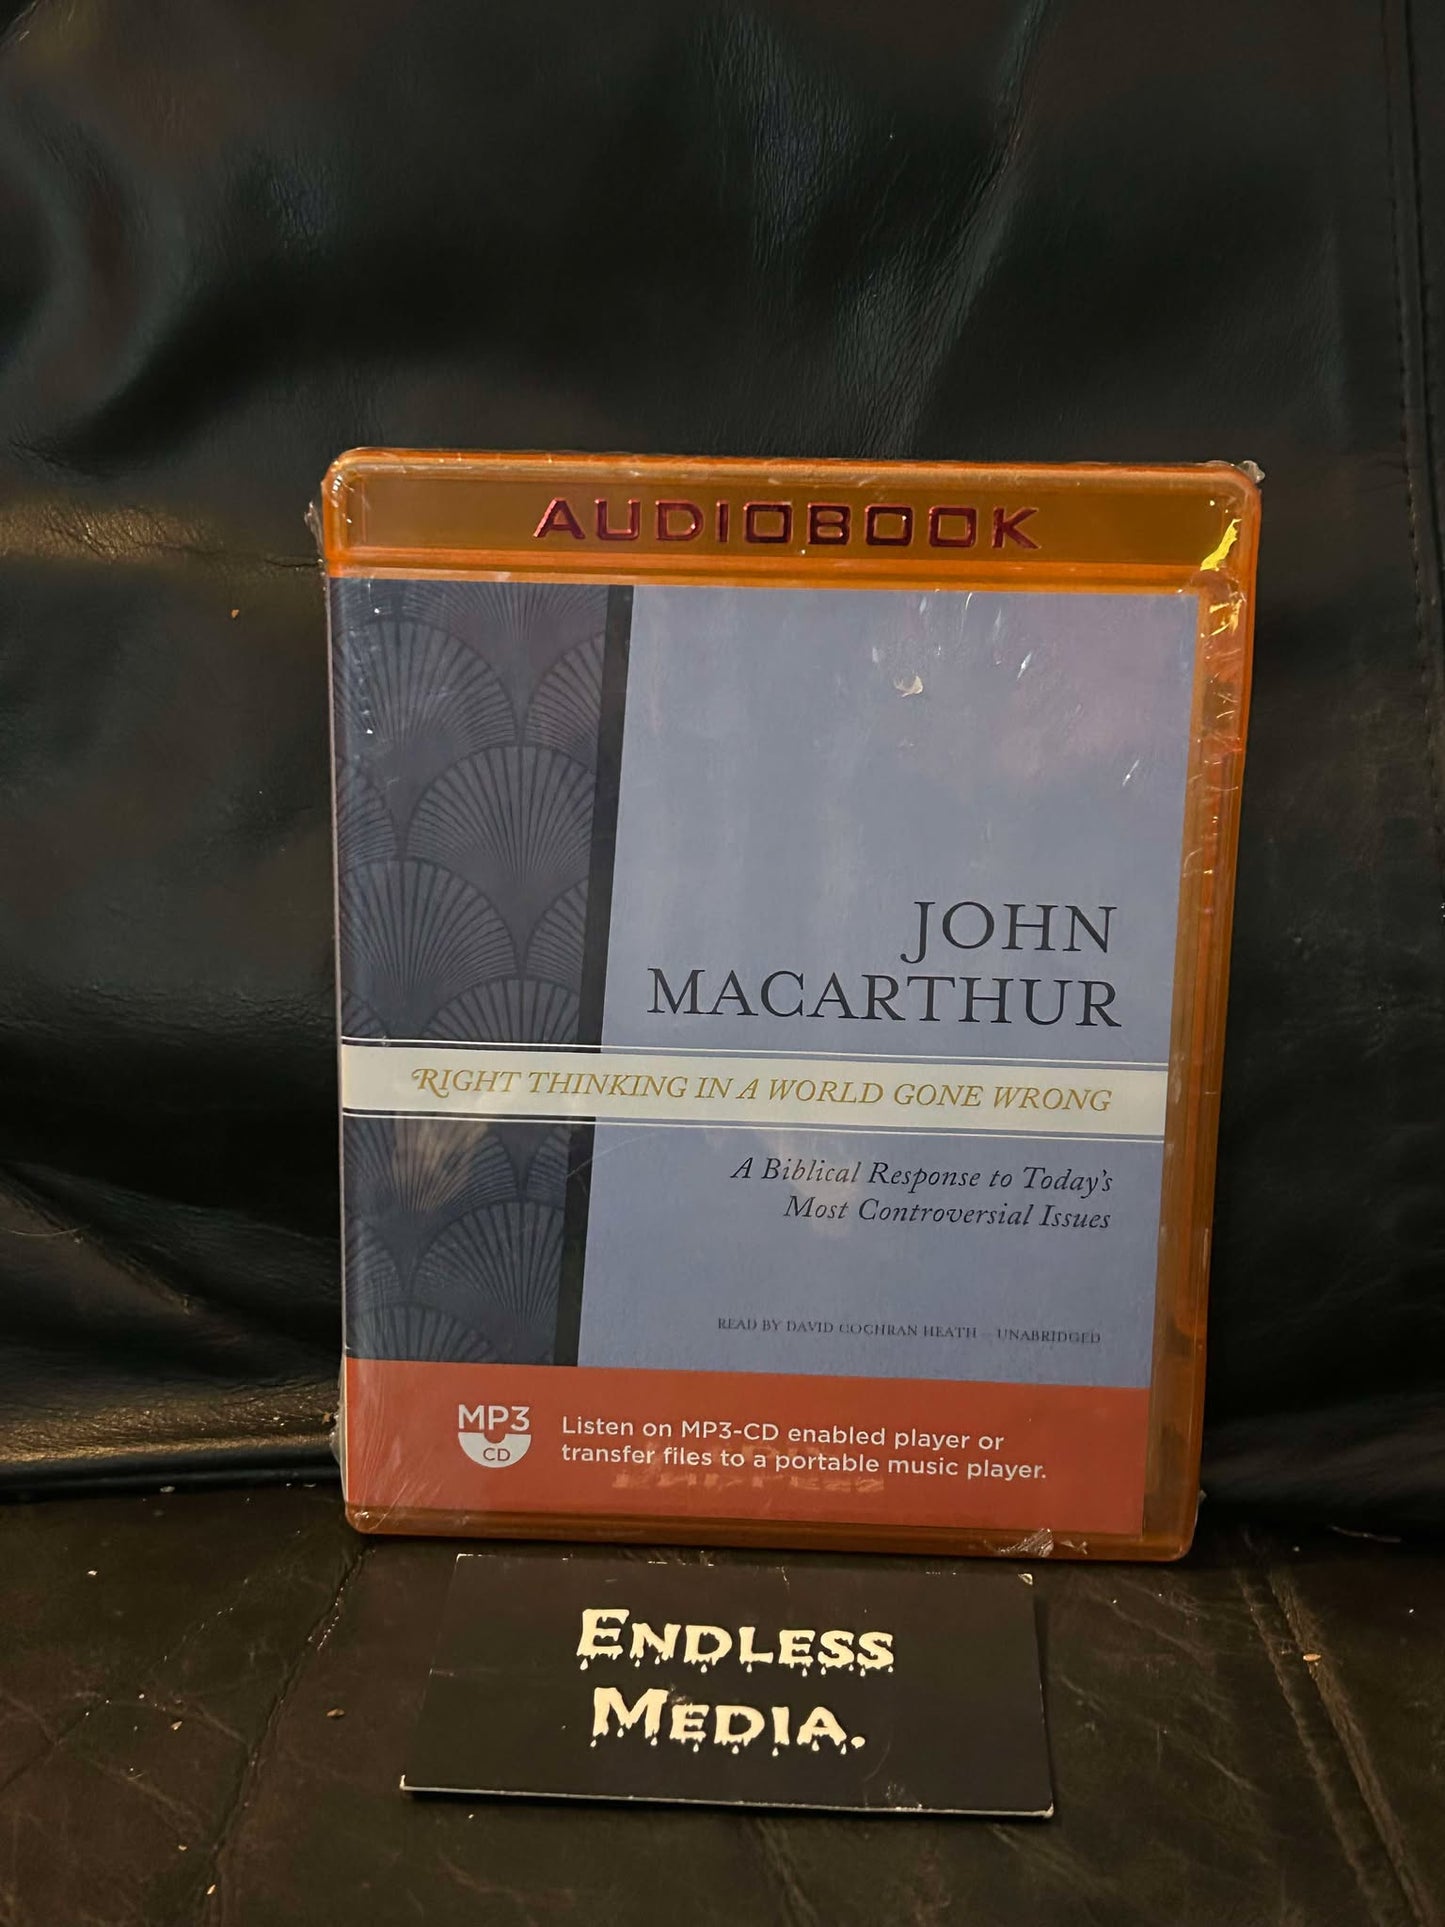 AUDIOBOOK
JOHN
MACARTHUR
RIGHT THINKING IN A WORLD GONE WRONG
A Biblical Response to Today's
Most Controversial Issues
READ BY DAVID COCHRAN HEATH UNABRIDGED
MP3
CD
Listen on MP3-CD enabled player or
transfer files to a portable music player.
ENDLESS
MEDIA.